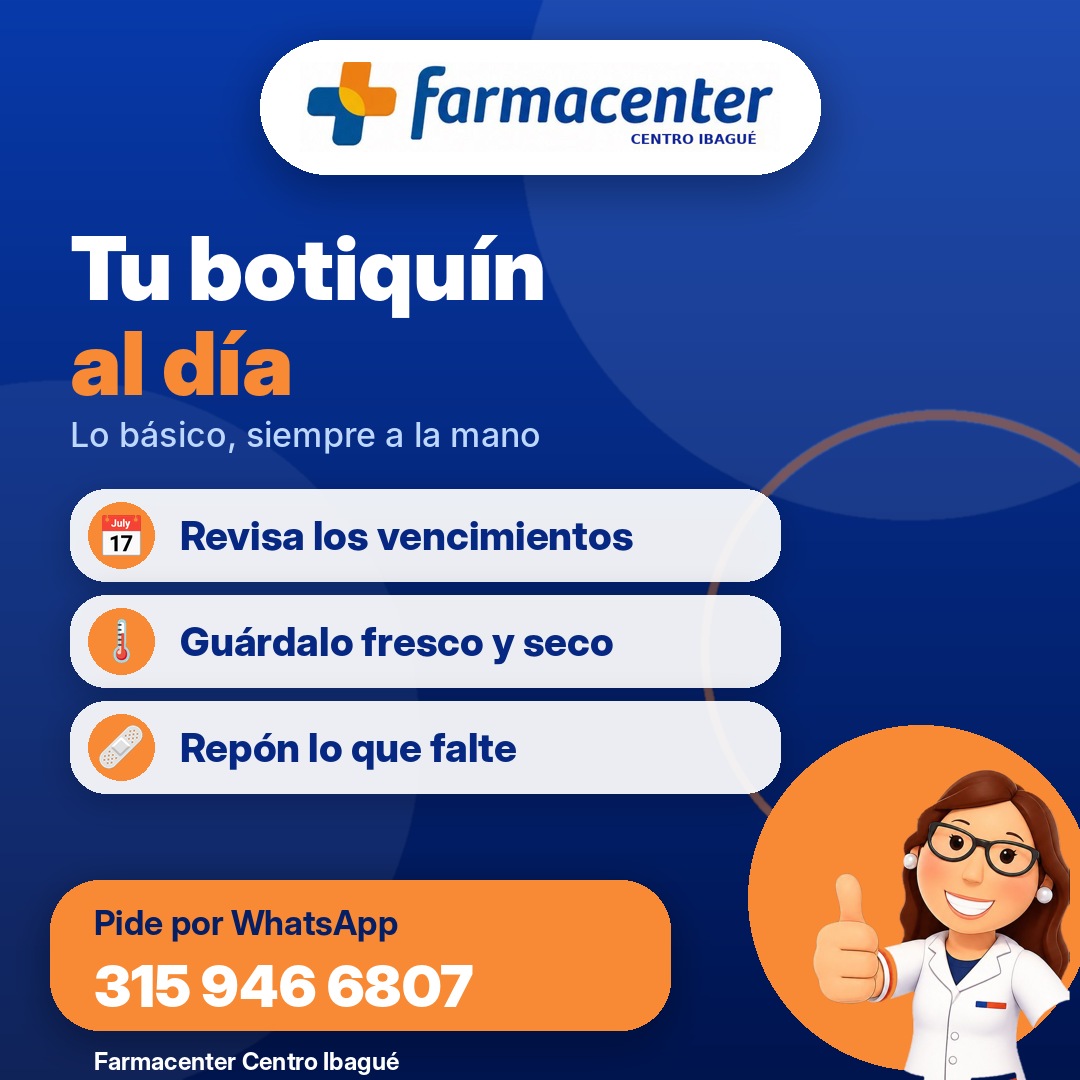 farmacenter
CENTRO IBAGUÉ
Tu botiquín
al día
Lo básico, siempre a la mano
July
17
Revisa los vencimientos
Guárdalo fresco y seco
Repón lo que falte
Pide por WhatsApp
315 946 6807
Farmacenter Centro Ibagué